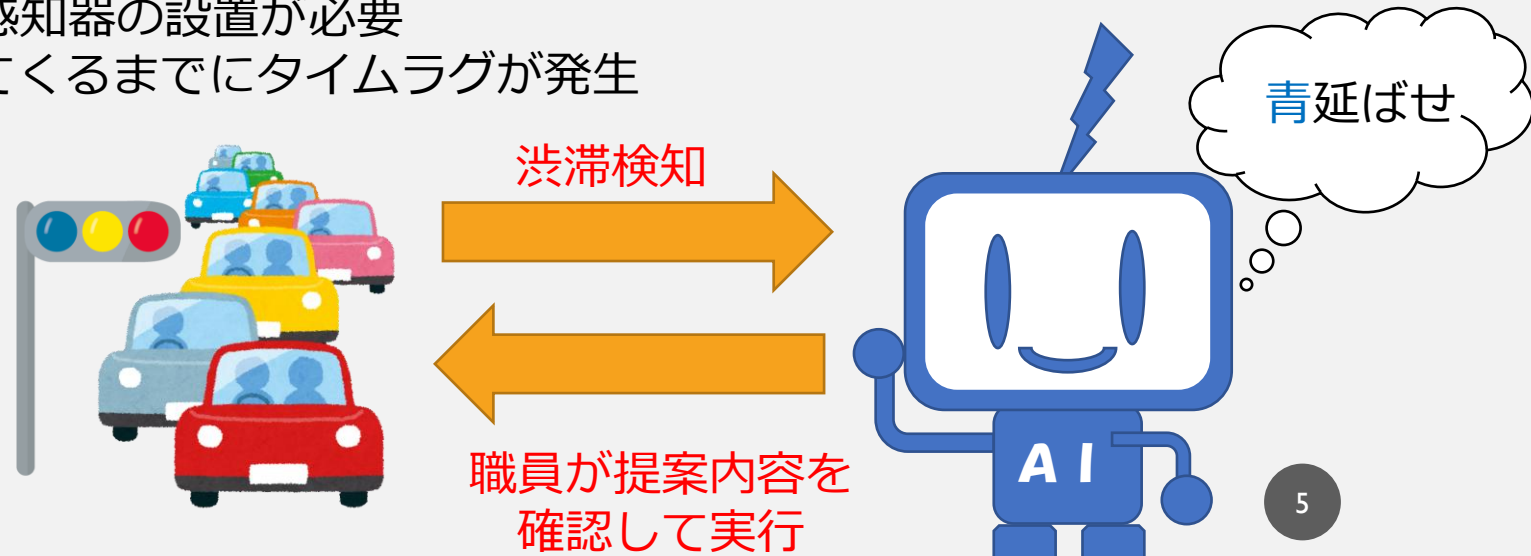 感知器の設置が必要
てくるまでにタイムラグが発生
渋滞検知
青延ばせ
職員が提案内容を
確認して実行
AI
5